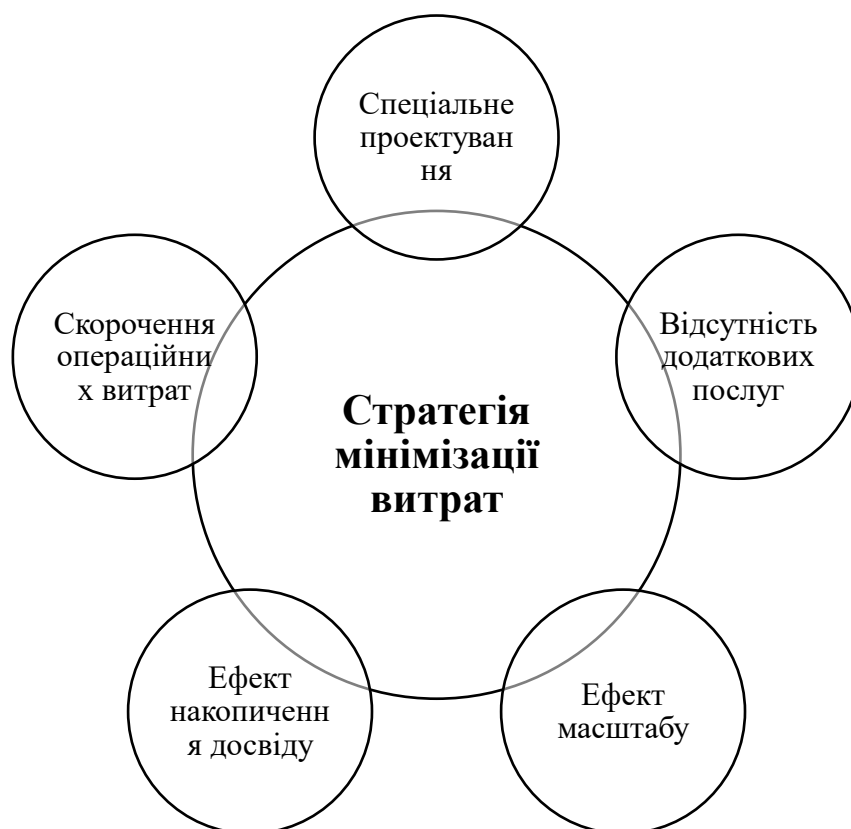 Спеціальне
проектуван
ня
Скорочення
операційни
х витрат
Відсутність
додаткових
послуг
Стратегія
мінімізації
витрат
Ефект
накопиченн
я досвіду
Ефект
масштабу